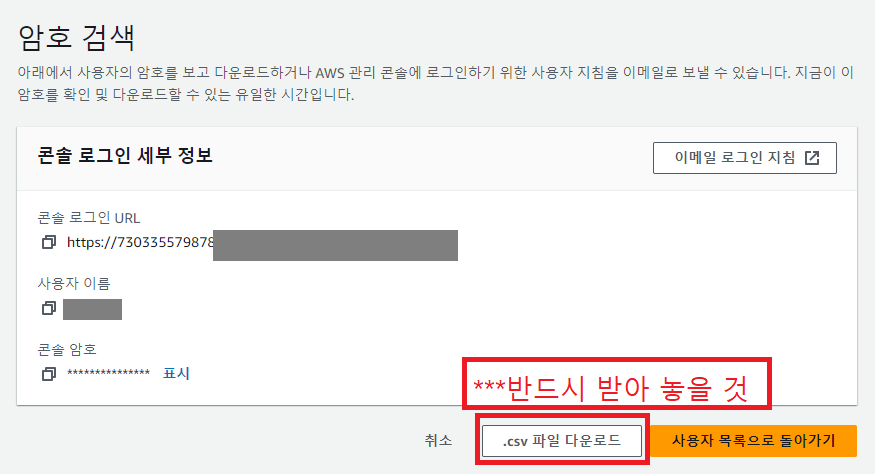 암호 검색
아래에서 사용자의 암호를 보고 다운로드하거나 AWS 관리 콘솔에 로그인하기 위한 사용자 지침을 이메일로 보낼 수 있습니다. 지금이 이
암호를 확인 및 다운로드할 수 있는 유일한 시간입니다.
콘솔 로그인 세부 정보
이메일 로그인 지침
콘솔 로그인 URL
https://730335579878
사용자 이름
콘솔 암호
*************** 표시
***반드시 받아 놓을 것
취소
.csv 파일 다운로드
사용자 목록으로 돌아가기